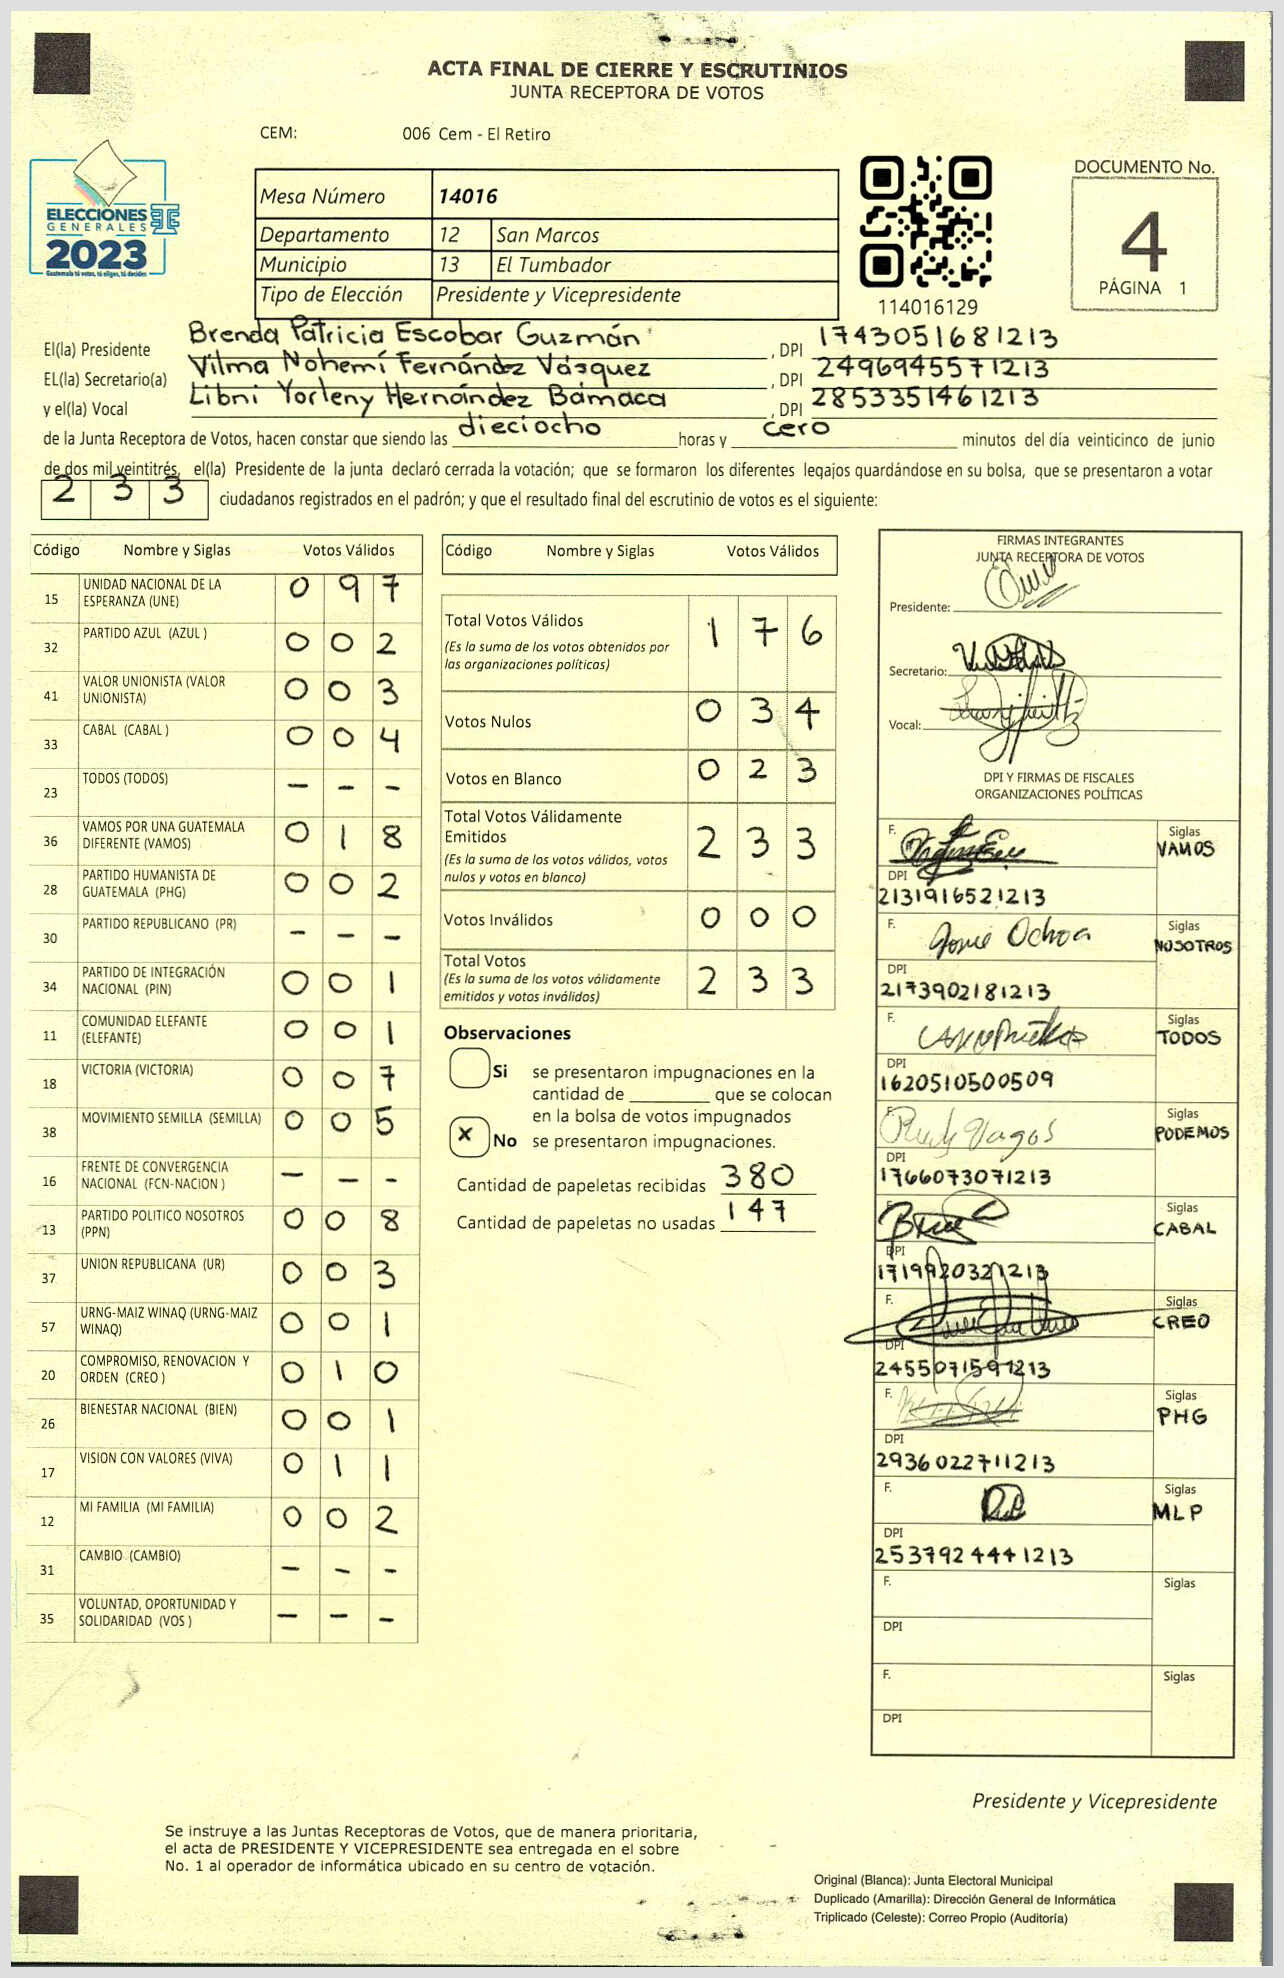 ACTA FINAL DE CIERRE Y ESCRUTINIOS
JUNTA RECEPTORA DE VOTOS
CEM: 006 Cem - El Retiro
ELECCIONES
GENERALES
2023
Guatemala tú votas, tú eliges, tú decides
Mesa Número 14016
Departamento 12 San Marcos
Municipio 13 El Tumbador
Tipo de Elección Presidente y Vicepresidente
114016129
DOCUMENTO No.
4
PÁGINA 1
El(la) Presidente Brenda Patricia Escobar Guzmán , DPI 1743051681213
EL(la) Secretario(a) Vilma Nohemí Fernández Vásquez , DPI 2496945571213
y el(la) Vocal Libni Yorleny Hernández Bámaca , DPI 2853351461213
de la Junta Receptora de Votos, hacen constar que siendo las dieciocho horas y cero minutos del día veinticinco de junio
de dos mil veintitrés, el(la) Presidente de la junta declaró cerrada la votación; que se formaron los diferentes legajos guardándose en su bolsa, que se presentaron a votar
233 ciudadanos registrados en el padrón; y que el resultado final del escrutinio de votos es el siguiente:
Código Nombre y Siglas Votos Válidos
15 UNIDAD NACIONAL DE LA ESPERANZA (UNE) 0 9 7
32 PARTIDO AZUL (AZUL ) 0 0 2
41 VALOR UNIONISTA (VALOR UNIONISTA) 0 0 3
33 CABAL (CABAL ) 0 0 4
23 TODOS (TODOS) - - -
36 VAMOS POR UNA GUATEMALA DIFERENTE (VAMOS) 0 1 8
28 PARTIDO HUMANISTA DE GUATEMALA (PHG) 0 0 2
30 PARTIDO REPUBLICANO (PR) - - -
34 PARTIDO DE INTEGRACIÓN NACIONAL (PIN) 0 0 1
11 COMUNIDAD ELEFANTE (ELEFANTE) 0 0 1
18 VICTORIA (VICTORIA) 0 0 7
38 MOVIMIENTO SEMILLA (SEMILLA) 0 0 5
16 FRENTE DE CONVERGENCIA NACIONAL (FCN-NACION ) - - -
13 PARTIDO POLITICO NOSOTROS (PPN) 0 0 8
37 UNION REPUBLICANA (UR) 0 0 3
57 URNG-MAIZ WINAQ (URNG-MAIZ WINAQ) 0 0 1
20 COMPROMISO, RENOVACION Y ORDEN (CREO ) 0 1 0
26 BIENESTAR NACIONAL (BIEN) 0 0 1
17 VISION CON VALORES (VIVA) 0 1 1
12 MI FAMILIA (MI FAMILIA) 0 0 2
31 CAMBIO (CAMBIO) - - -
35 VOLUNTAD, OPORTUNIDAD Y SOLIDARIDAD (VOS ) - - -
Código Nombre y Siglas Votos Válidos
Total Votos Válidos 1 7 6
(Es la suma de los votos obtenidos por
las organizaciones políticas)
Votos Nulos 0 3 4
Votos en Blanco 0 2 3
Total Votos Válidamente
Emitidos 2 3 3
(Es la suma de los votos válidos, votos
nulos y votos en blanco)
Votos Inválidos 0 0 0
Total Votos 2 3 3
(Es la suma de los votos válidamente
emitidos y votos inválidos)
Observaciones
Si se presentaron impugnaciones en la
cantidad de ________ que se colocan
en la bolsa de votos impugnados
x No se presentaron impugnaciones.
Cantidad de papeletas recibidas 380
Cantidad de papeletas no usadas 147
FIRMAS INTEGRANTES
JUNTA RECEPTORA DE VOTOS
Presidente:
Secretario:
Vocal:
DPI Y FIRMAS DE FISCALES
ORGANIZACIONES POLÍTICAS
F. Siglas VAMOS
DPI 2131916521213
F. Ochoa Siglas NOSOTROS
DPI 2173902181213
F. Siglas TODOS
DPI 1620510500509
F. Siglas PODEMOS
DPI 1766073071213
F. Siglas CABAL
DPI 1719920321213
F. Siglas CREO
DPI 2455071591213
F. Siglas PHG
DPI 2936022711213
F. Siglas MLP
DPI 2537924441213
F. Siglas
DPI
F. Siglas
DPI
Presidente y Vicepresidente
Se instruye a las Juntas Receptoras de Votos, que de manera prioritaria,
el acta de PRESIDENTE Y VICEPRESIDENTE sea entregada en el sobre
No. 1 al operador de informática ubicado en su centro de votación.
Original (Blanca): Junta Electoral Municipal
Duplicado (Amarilla): Dirección General de Informática
Triplicado (Celeste): Correo Propio (Auditoría)